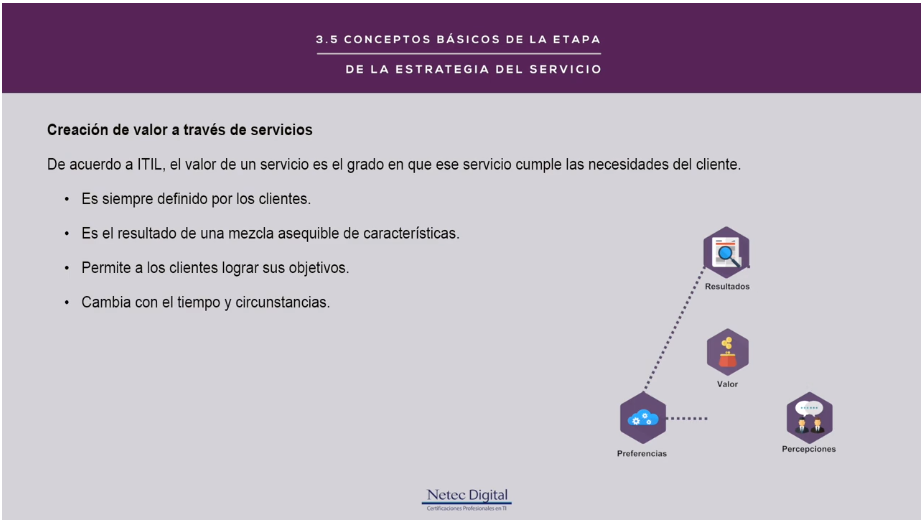 3.5 CONCEPTOS BÁSICOS DE LA ETAPA
DE LA ESTRATEGIA DEL SERVICIO
Creación de valor a través de servicios
De acuerdo a ITIL, el valor de un servicio es el grado en que ese servicio cumple las necesidades del cliente.
• Es siempre definido por los clientes.
• Es el resultado de una mezcla asequible de características.
• Permite a los clientes lograr sus objetivos.
• Cambia con el tiempo y circunstancias.
Resultados
Valor
Preferencias
Percepciones
Netec Digital
Certificaciones Profesionales en TI